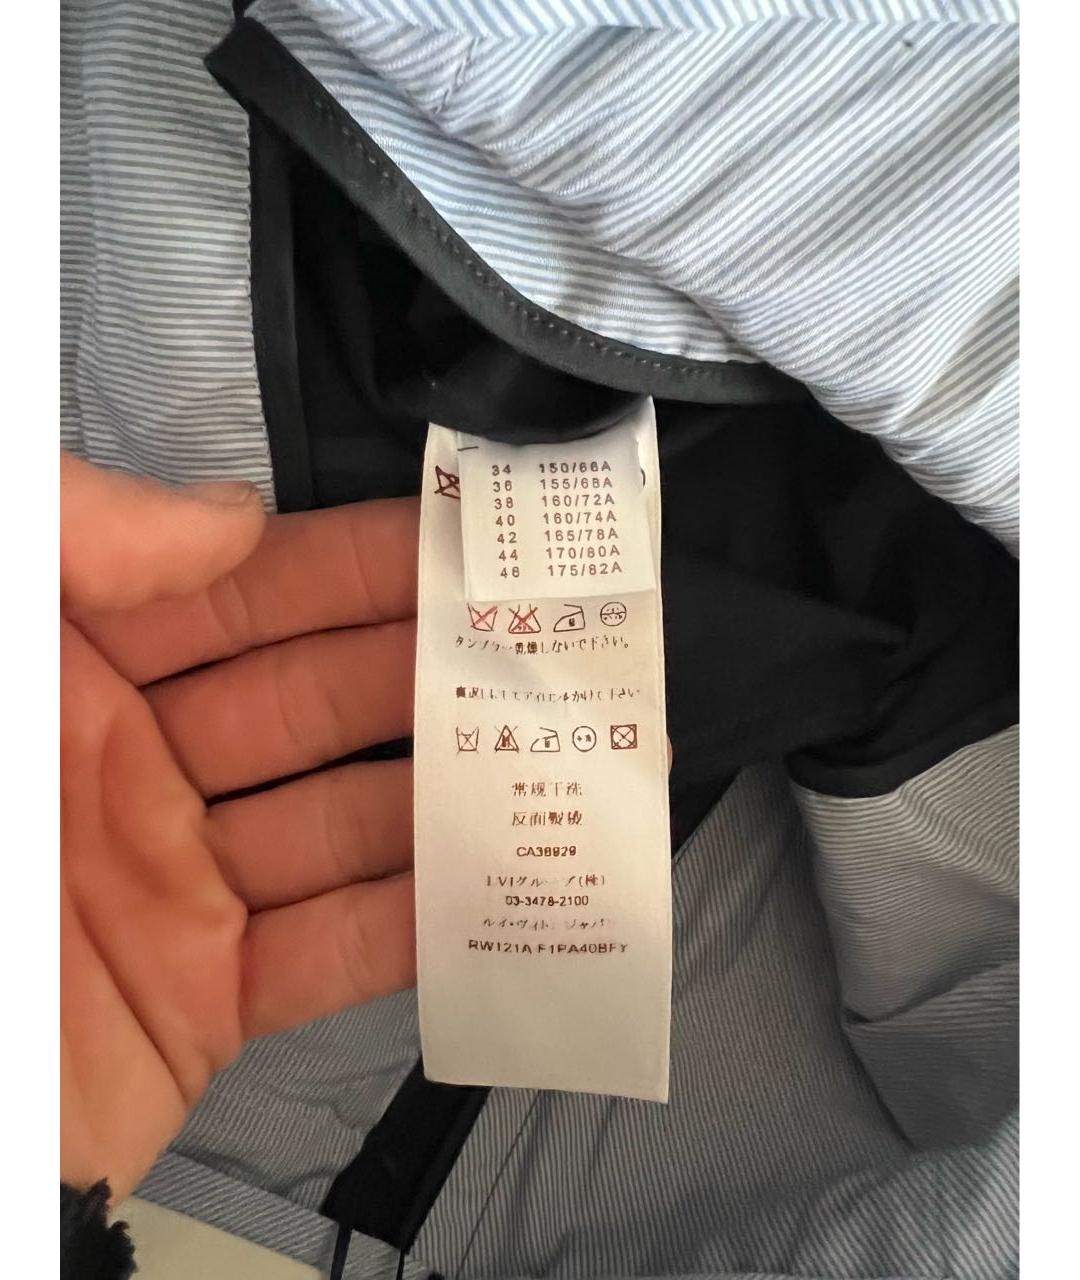 34 150/66A
36 155/68A
38 160/72A
40 160/74A
42 165/78A
44 170/80A
46 175/82A
タンブラー乾燥しないで下さい。
裏返しにしてアイロンをかけて下さい
常规干洗
反面熨烫
CA36929
LVJグループ(株)
03-3478-2100
ルイ・ヴィトン ジャパン
RW121A F1PA40BFY